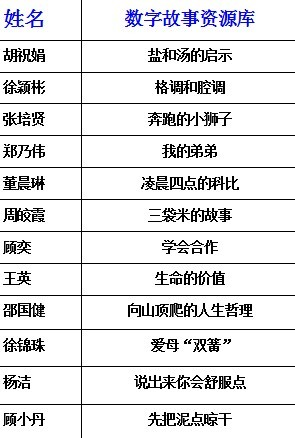 姓名 数字故事资源库
胡祝娟 盐和汤的启示
徐颖彬 格调和腔调
张培贤 奔跑的小狮子
郑乃伟 我的弟弟
董晨琳 凌晨四点的科比
周皎霞 三袋米的故事
顾奕 学会合作
王英 生命的价值
邵国健 向山顶爬的人生哲理
徐锦珠 爱母“双簧”
杨洁 说出来你会舒服点
顾小丹 先把泥点晾干